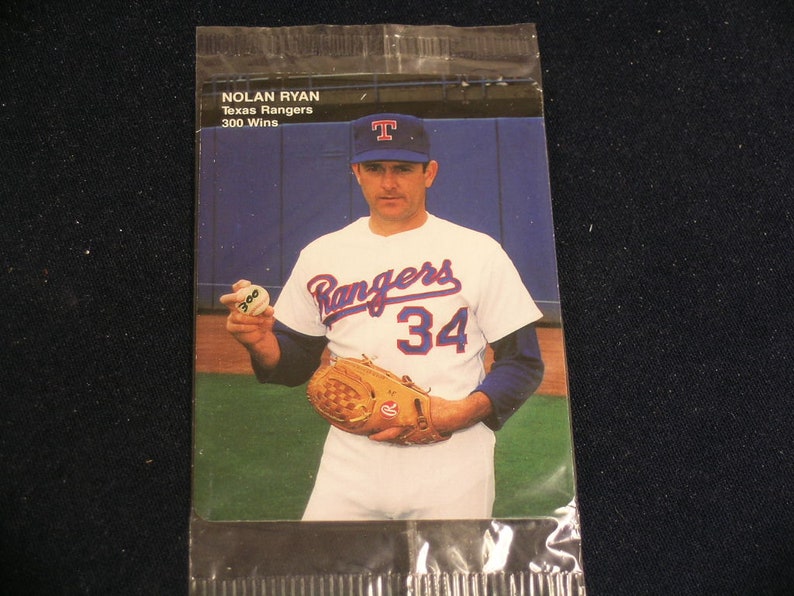 NOLAN RYAN
Texas Rangers
300 Wins
T
300
Rangers
34
R